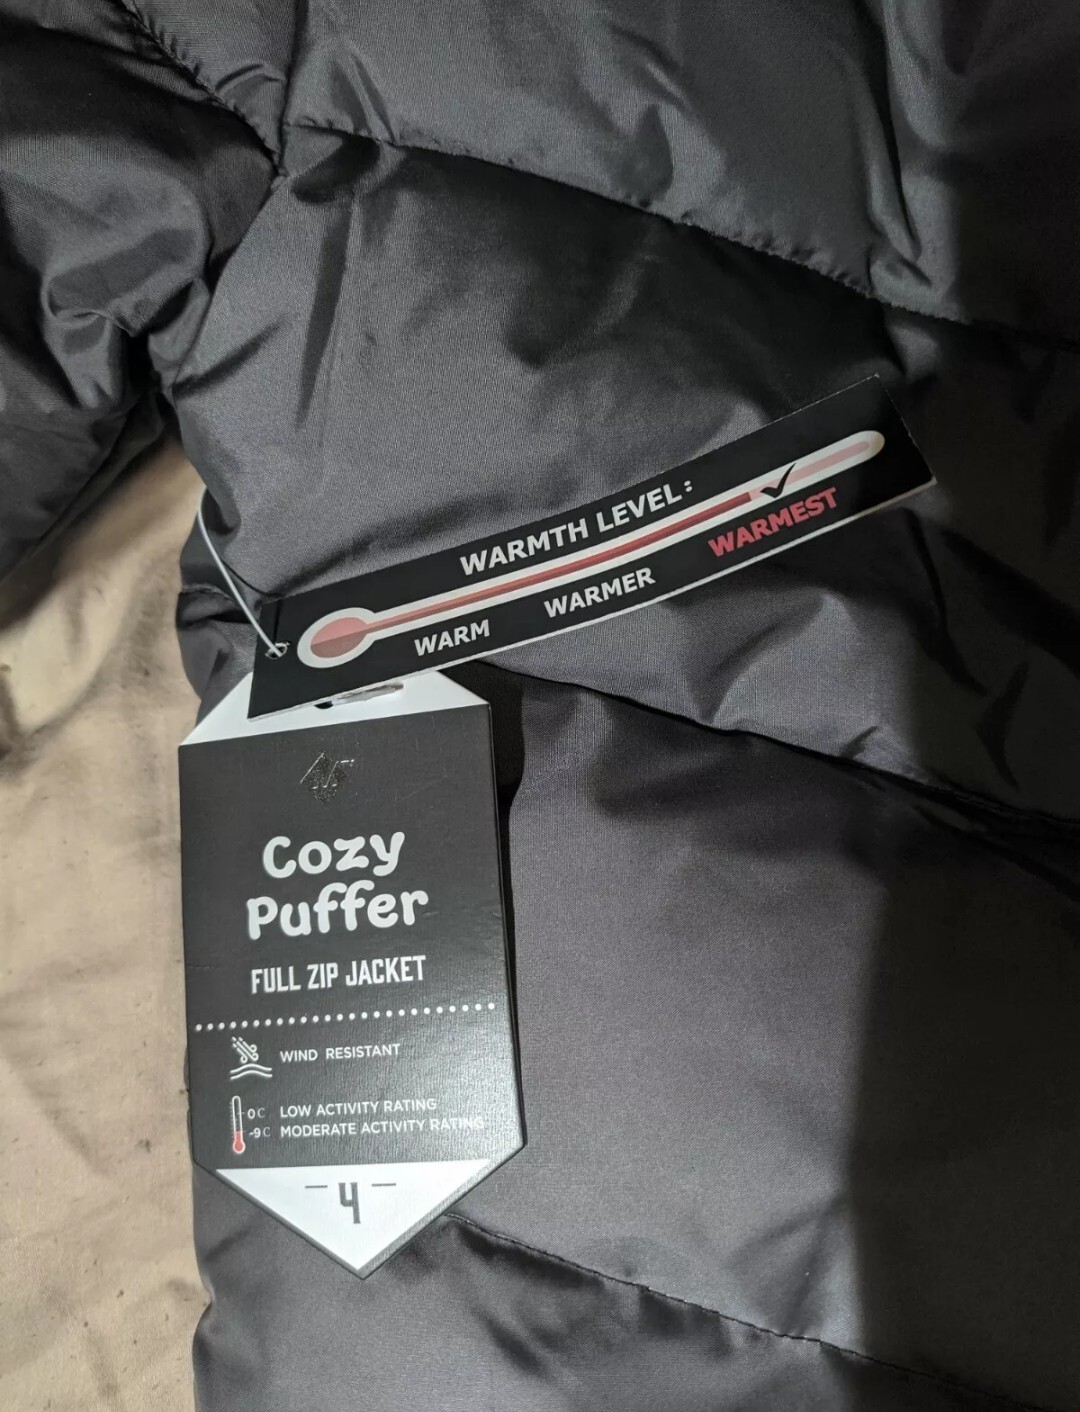 WARMTH LEVEL:
WARM WARMER WARMEST
Cozy
Puffer
FULL ZIP JACKET
WIND RESISTANT
0C LOW ACTIVITY RATING
-9C MODERATE ACTIVITY RATING
4